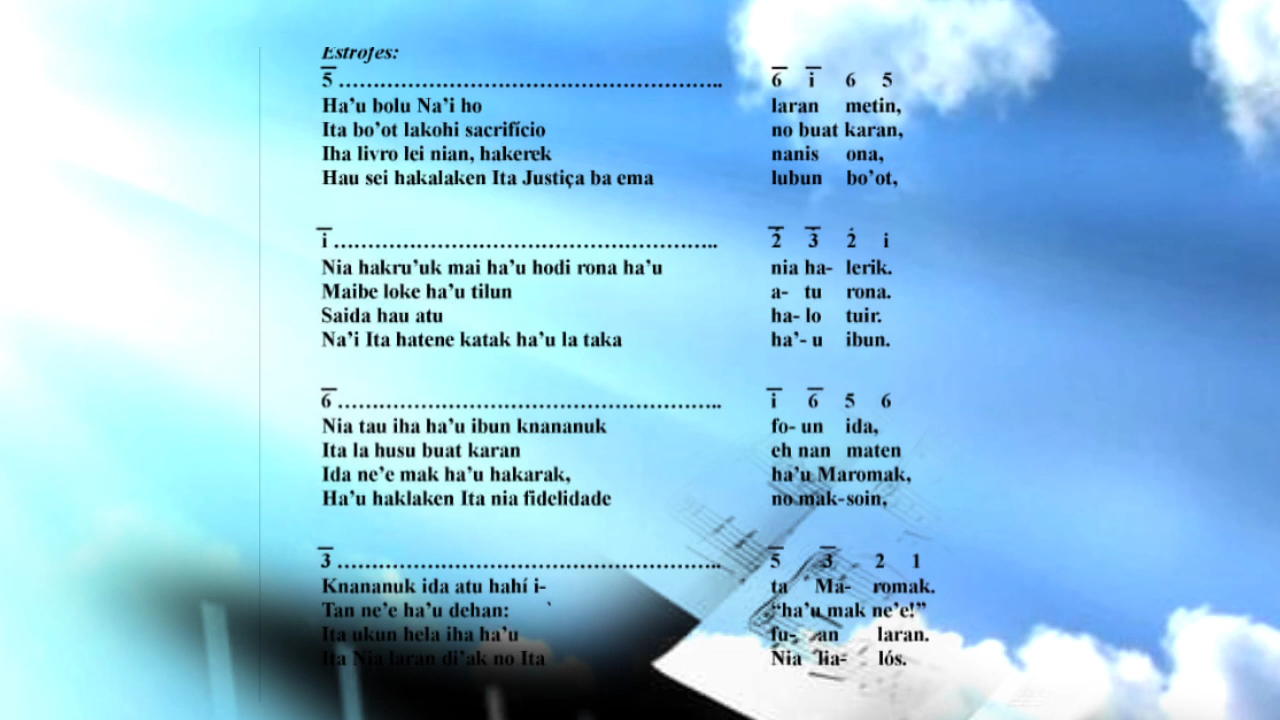 Estrofes:
5 ........................................................ 6 i 6 5
Ha'u bolu Na'i ho laran metin,
Ita bo'ot lakohi sacrifício no buat karan,
Iha livro lei nian, hakerek nanis ona,
Hau sei hakalaken Ita Justiça ba ema lubun bo'ot,
i ........................................................ 2 3 2 i
Nia hakru'uk mai ha'u hodi rona ha'u nia ha- lerik.
Maibe loke ha'u tilun a- tu rona.
Saida hau atu ha- lo tuir.
Na'i Ita hatene katak ha'u la taka ha'- u ibun.
6 ........................................................ i 6 5 6
Nia tau iha ha'u ibun knananuk fo- un ida,
Ita la husu buat karan eh nan maten
Ida ne'e mak ha'u hakarak, ha'u Maromak,
Ha'u haklaken Ita nia fidelidade no mak-soin,
3 ........................................................ 5 3 2 1
Knananuk ida atu hahí i- ta Ma- romak.
Tan ne'e ha'u dehan: ` "ha'u mak ne'e!"
Ita ukun hela iha ha'u fu- an laran.
Ita Nia laran di'ak no Ita Nia lia- lós.